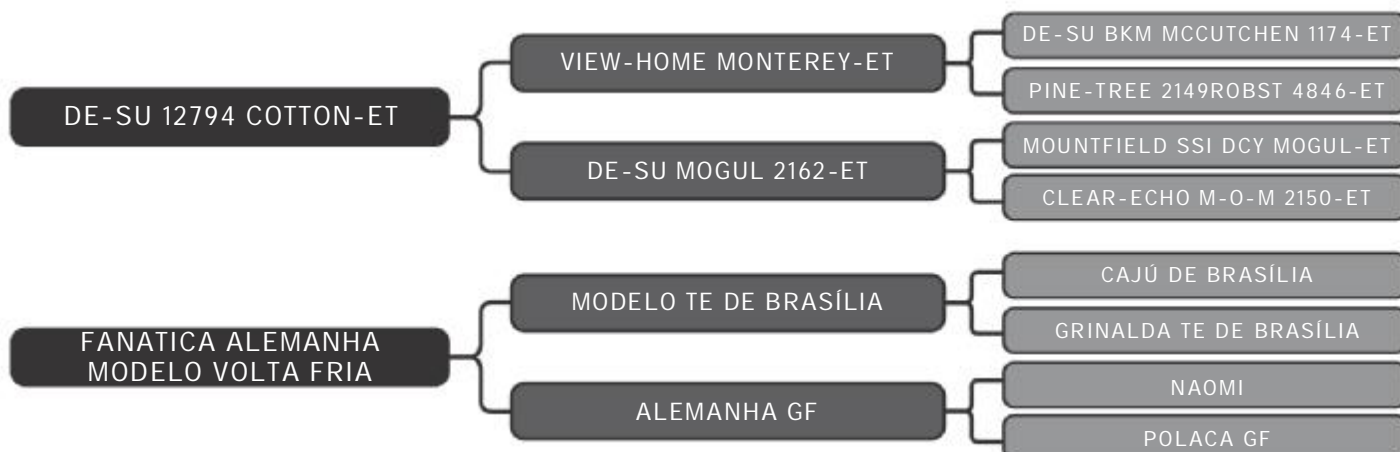 DE-SU 12794 COTTON-ET
VIEW-HOME MONTEREY-ET
DE-SU BKM MCCUTCHEN 1174-ET
PINE-TREE 2149ROBST 4846-ET
DE-SU MOGUL 2162-ET
MOUNTFIELD SSI DCY MOGUL-ET
CLEAR-ECHO M-O-M 2150-ET
FANATICA ALEMANHA
MODELO VOLTA FRIA
MODELO TE DE BRASÍLIA
CAJÚ DE BRASÍLIA
GRINALDA TE DE BRASÍLIA
ALEMANHA GF
NAOMI
POLACA GF